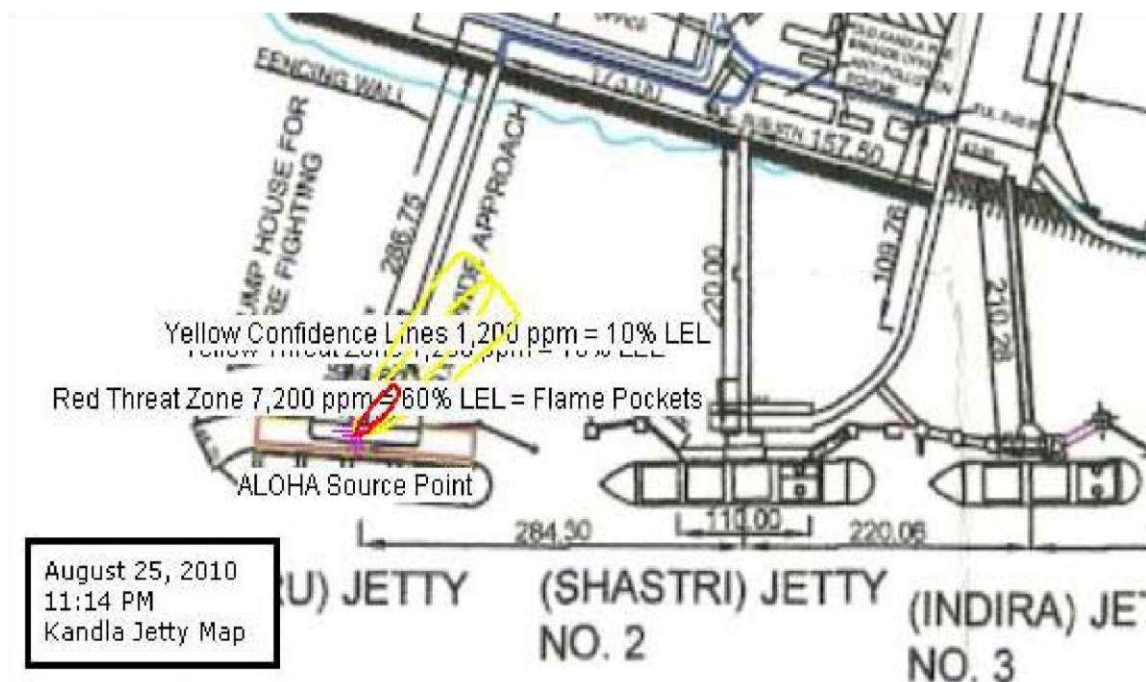 OFFICE
FENCING WALL
173.00
157.50
286.75
109.76
210.28
UMP HOUSE FOR
RE FIGHTING
APPROACH
20.00
Yellow Confidence Lines 1,200 ppm = 10% LEL
Red Threat Zone 7,200 ppm = 60% LEL = Flame Pockets
ALOHA Source Point
284.30
110.00
220.06
RU) JETTY
(SHASTRI) JETTY
NO. 2
(INDIRA) JE
NO. 3
August 25, 2010
11:14 PM
Kandla Jetty Map